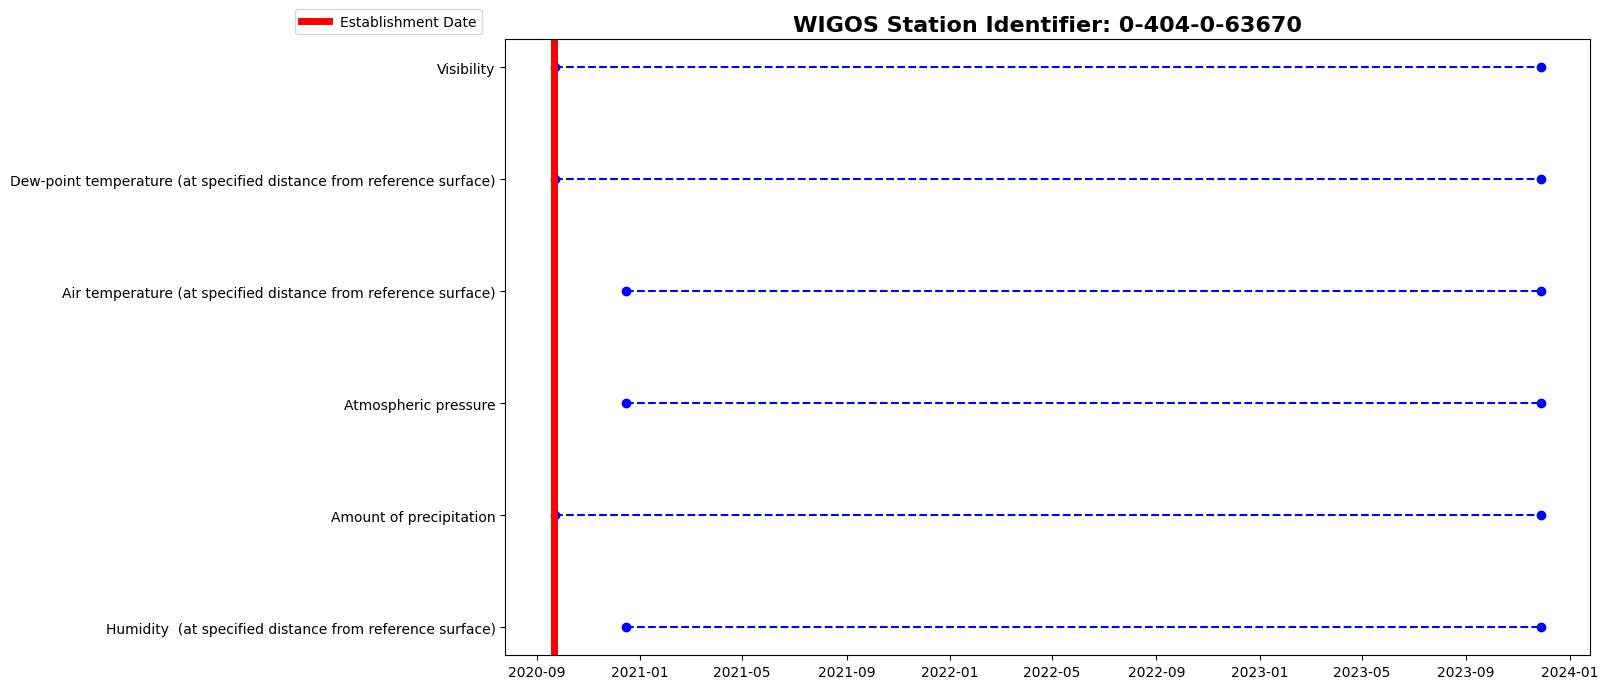 Establishment Date
WIGOS Station Identifier: 0-404-0-63670
Visibility
Dew-point temperature (at specified distance from reference surface)
Air temperature (at specified distance from reference surface)
Atmospheric pressure
Amount of precipitation
Humidity  (at specified distance from reference surface)
2020-09 2021-01 2021-05 2021-09 2022-01 2022-05 2022-09 2023-01 2023-05 2023-09 2024-01